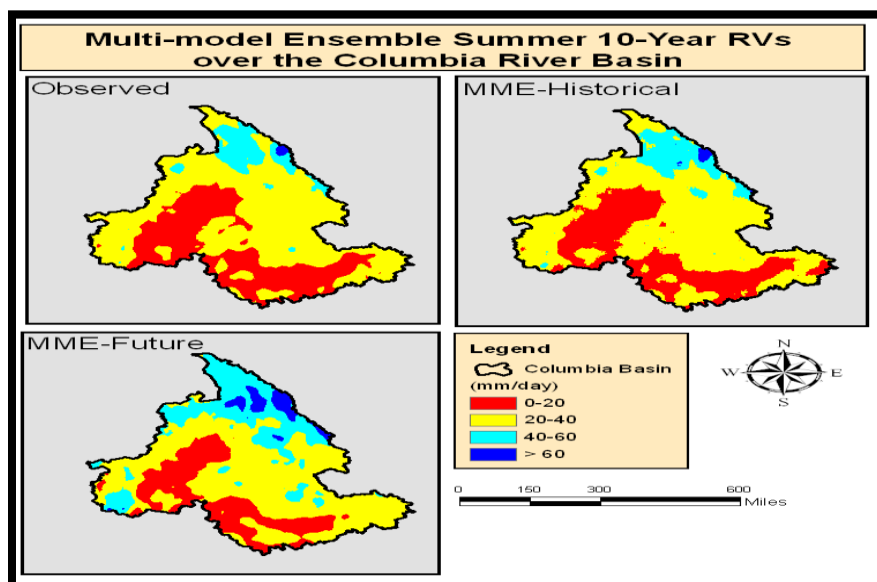 Multi-model Ensemble Summer 10-Year RVs
over the Columbia River Basin
Observed
MME-Historical
MME-Future
Legend
Columbia Basin
(mm/day)
0-20
20-40
40-60
> 60
N
W E
S
0 150 300 600
Miles